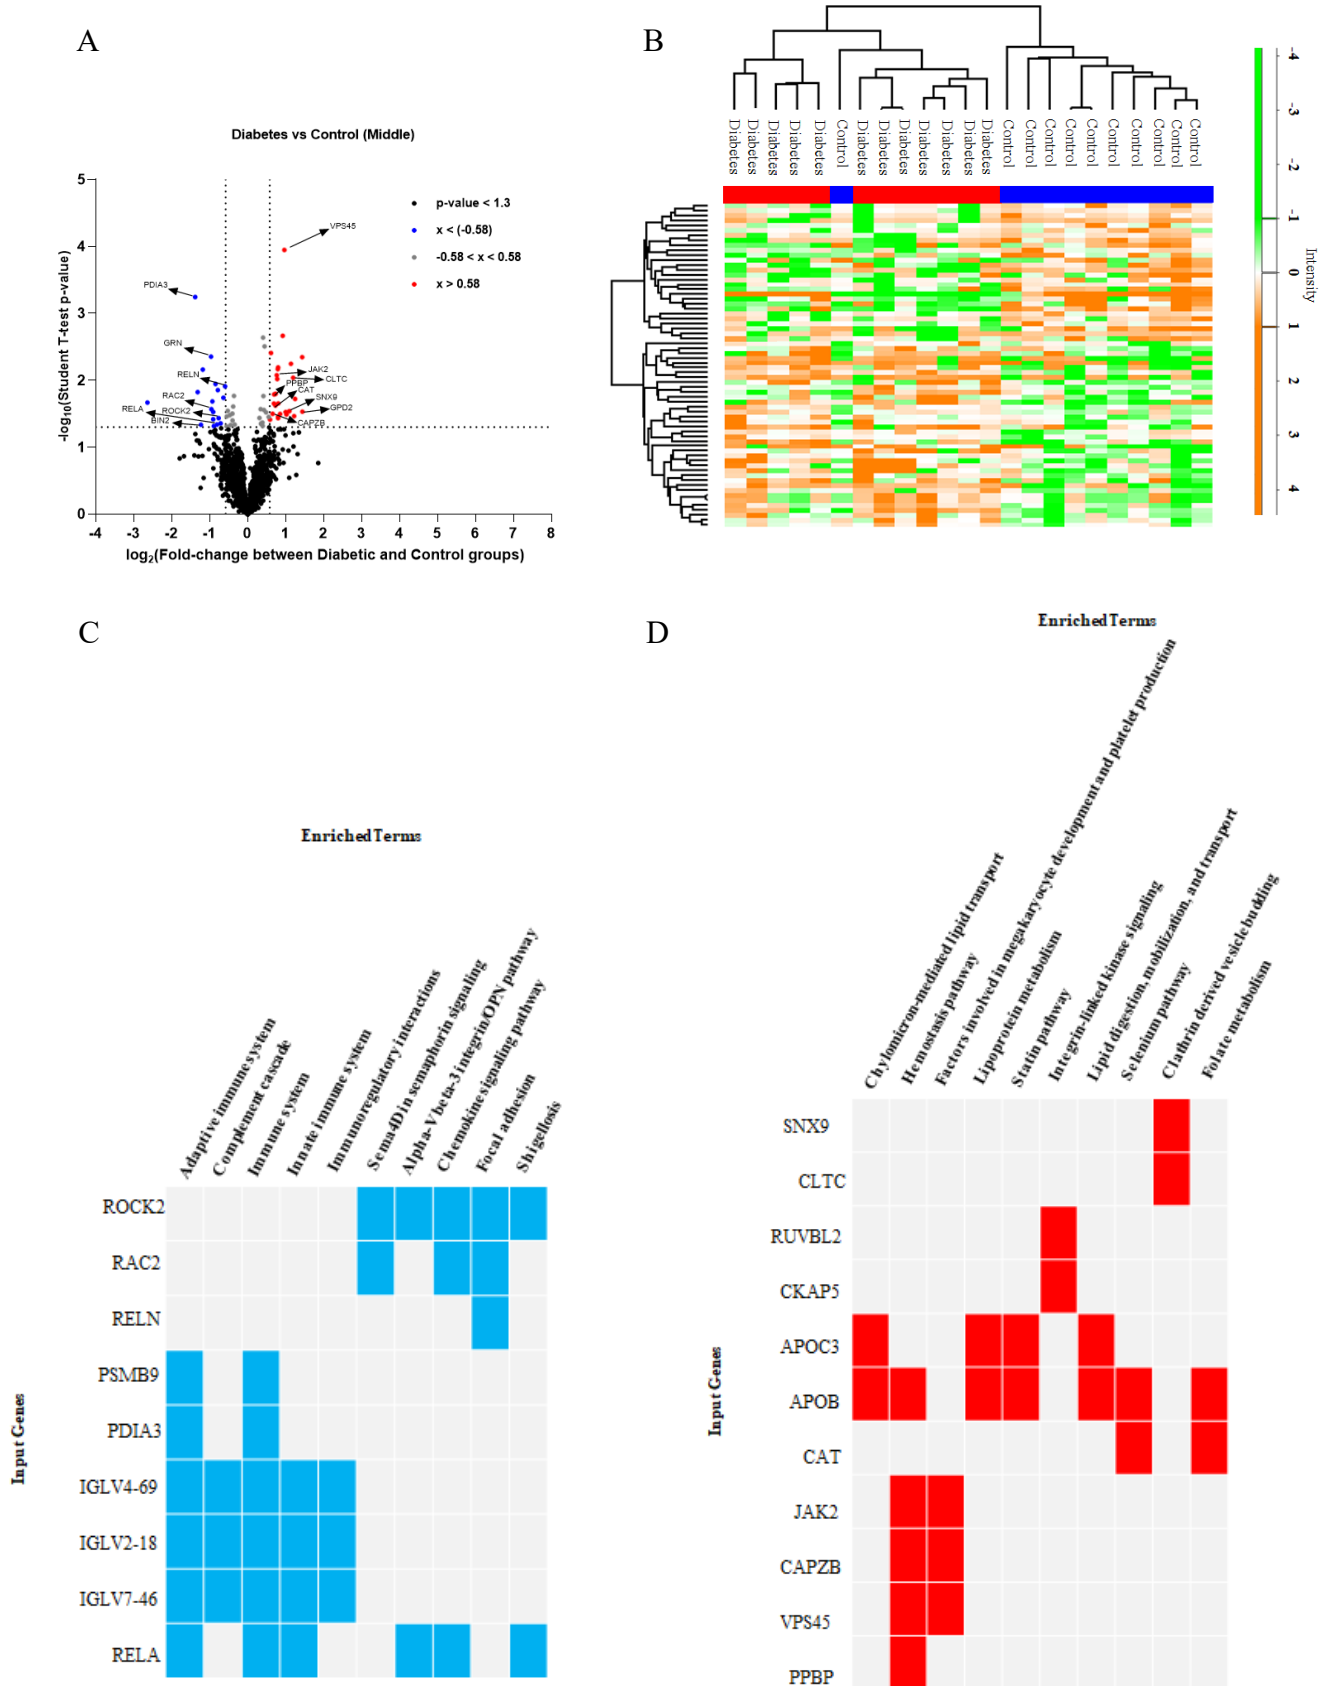 A
Diabetes vs Control (Middle)
5
4
3
2
1
0
-4
-3
-2
-1
0
1
2
3
4
5
6
7
8
-log10(Student T-test p-value)
log2(Fold-change between Diabetic and Control groups)
p-value < 1.3
x < (-0.58)
-0.58 < x < 0.58
x > 0.58
VPS45
PDIA3
GRN
RELN
RAC2
RELA
ROCK2
BIN2
JAK2
CLTC
PPBP
CAT
SNX9
GPD2
CAPZB
B
Diabetes
Diabetes
Diabetes
Diabetes
Diabetes
Control
Diabetes
Diabetes
Diabetes
Diabetes
Diabetes
Diabetes
Diabetes
Control
Control
Control
Control
Control
Control
Control
Control
Control
Control
-4
-3
-2
-1
0
1
2
3
4
Intensity
C
Enriched Terms
Adaptive immune system
Complement cascade
Immune system
Innate immune system
Immunoregulatory interactions
Sema4D in semaphorin signaling
Alpha-V beta-3 integrin/OPN pathway
Chemokine signaling pathway
Focal adhesion
Shigellosis
Input Genes
ROCK2
RAC2
RELN
PSMB9
PDIA3
IGLV4-69
IGLV2-18
IGLV7-46
RELA
D
Enriched Terms
Chylomicron-mediated lipid transport
Hemostasis pathway
Factors involved in megakaryocyte development and platelet production
Lipoprotein metabolism
Statin pathway
Integrin-linked kinase signaling
Lipid digestion, mobilization, and transport
Selenium pathway
Clathrin derived vesicle budding
Folate metabolism
Input Genes
SNX9
CLTC
RUVBL2
CKAP5
APOC3
APOB
CAT
JAK2
CAPZB
VPS45
PPBP